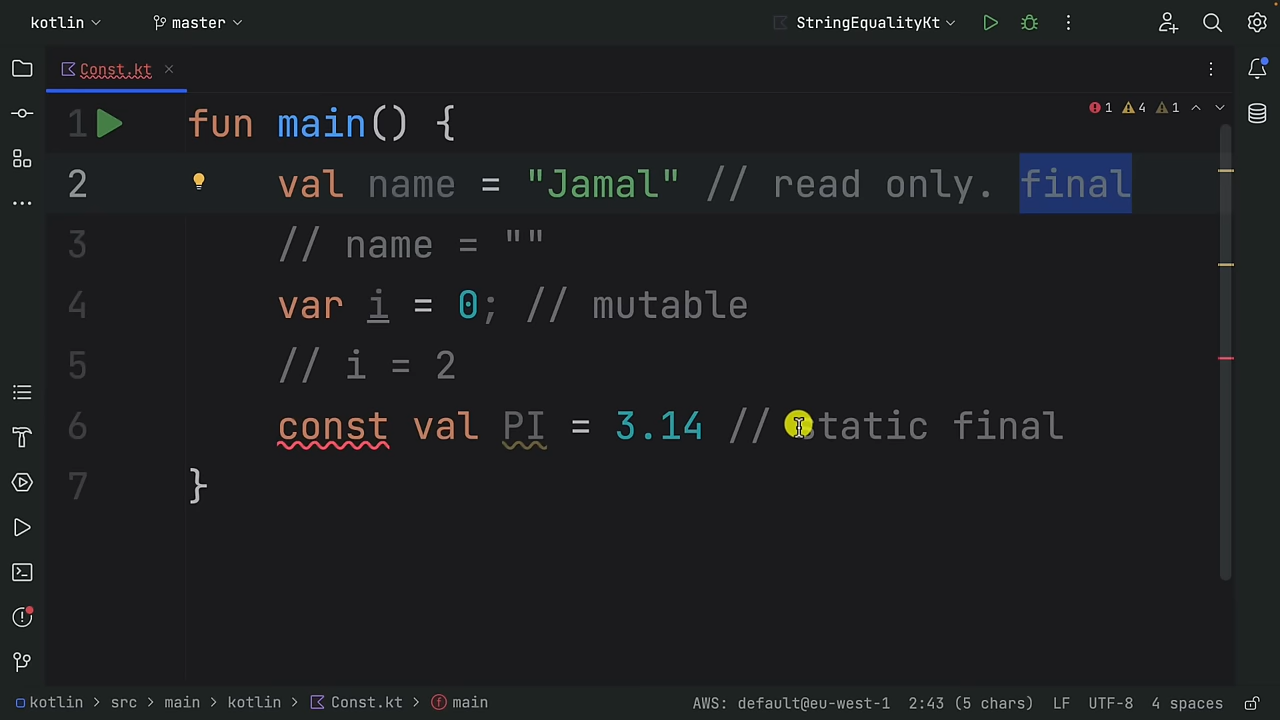 kotlin master StringEqualityKt
Const.kt
1 fun main() { 1 4 1
2 val name = "Jamal" // read only. final
3 // name = ""
4 var i = 0; // mutable
5 // i = 2
6 const val PI = 3.14 // static final
7 }
kotlin > src > main > kotlin > Const.kt > main AWS: default@eu-west-1 2:43 (5 chars) LF UTF-8 4 spaces